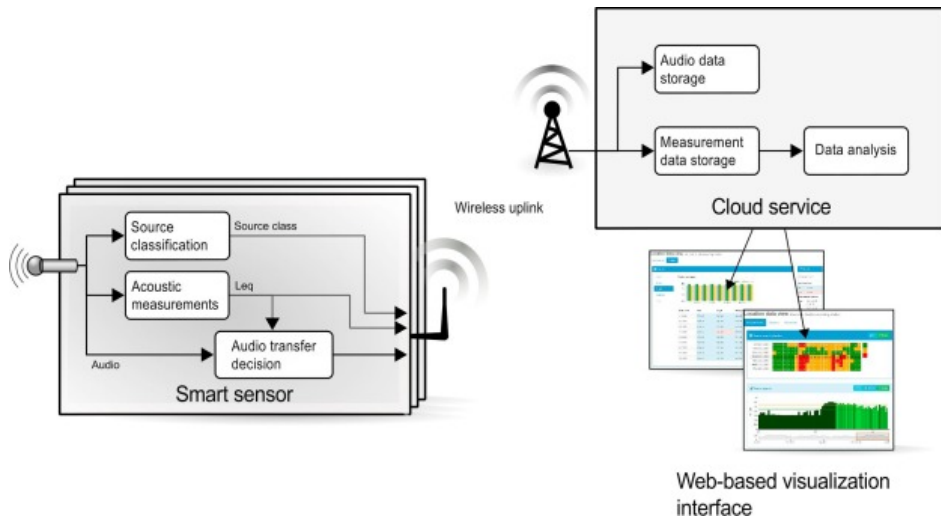 Audio data
storage
Measurement
data storage
Data analysis
Cloud service
Wireless uplink
Source
classification
Source class
Acoustic
measurements
Leq
Audio transfer
decision
Audio
Smart sensor
Web-based visualization
interface